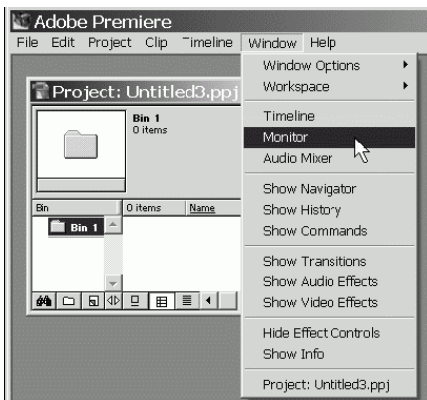 Adobe Premiere
File Edit Project Clip Timeline Window Help
Project: Untitled3.ppj
Bin 1
0 items
Bin 0 items Name
Bin 1
Window Options
Workspace
Timeline
Monitor
Audio Mixer
Show Navigator
Show History
Show Commands
Show Transitions
Show Audio Effects
Show Video Effects
Hide Effect Controls
Show Info
Project: Untitled3.ppj